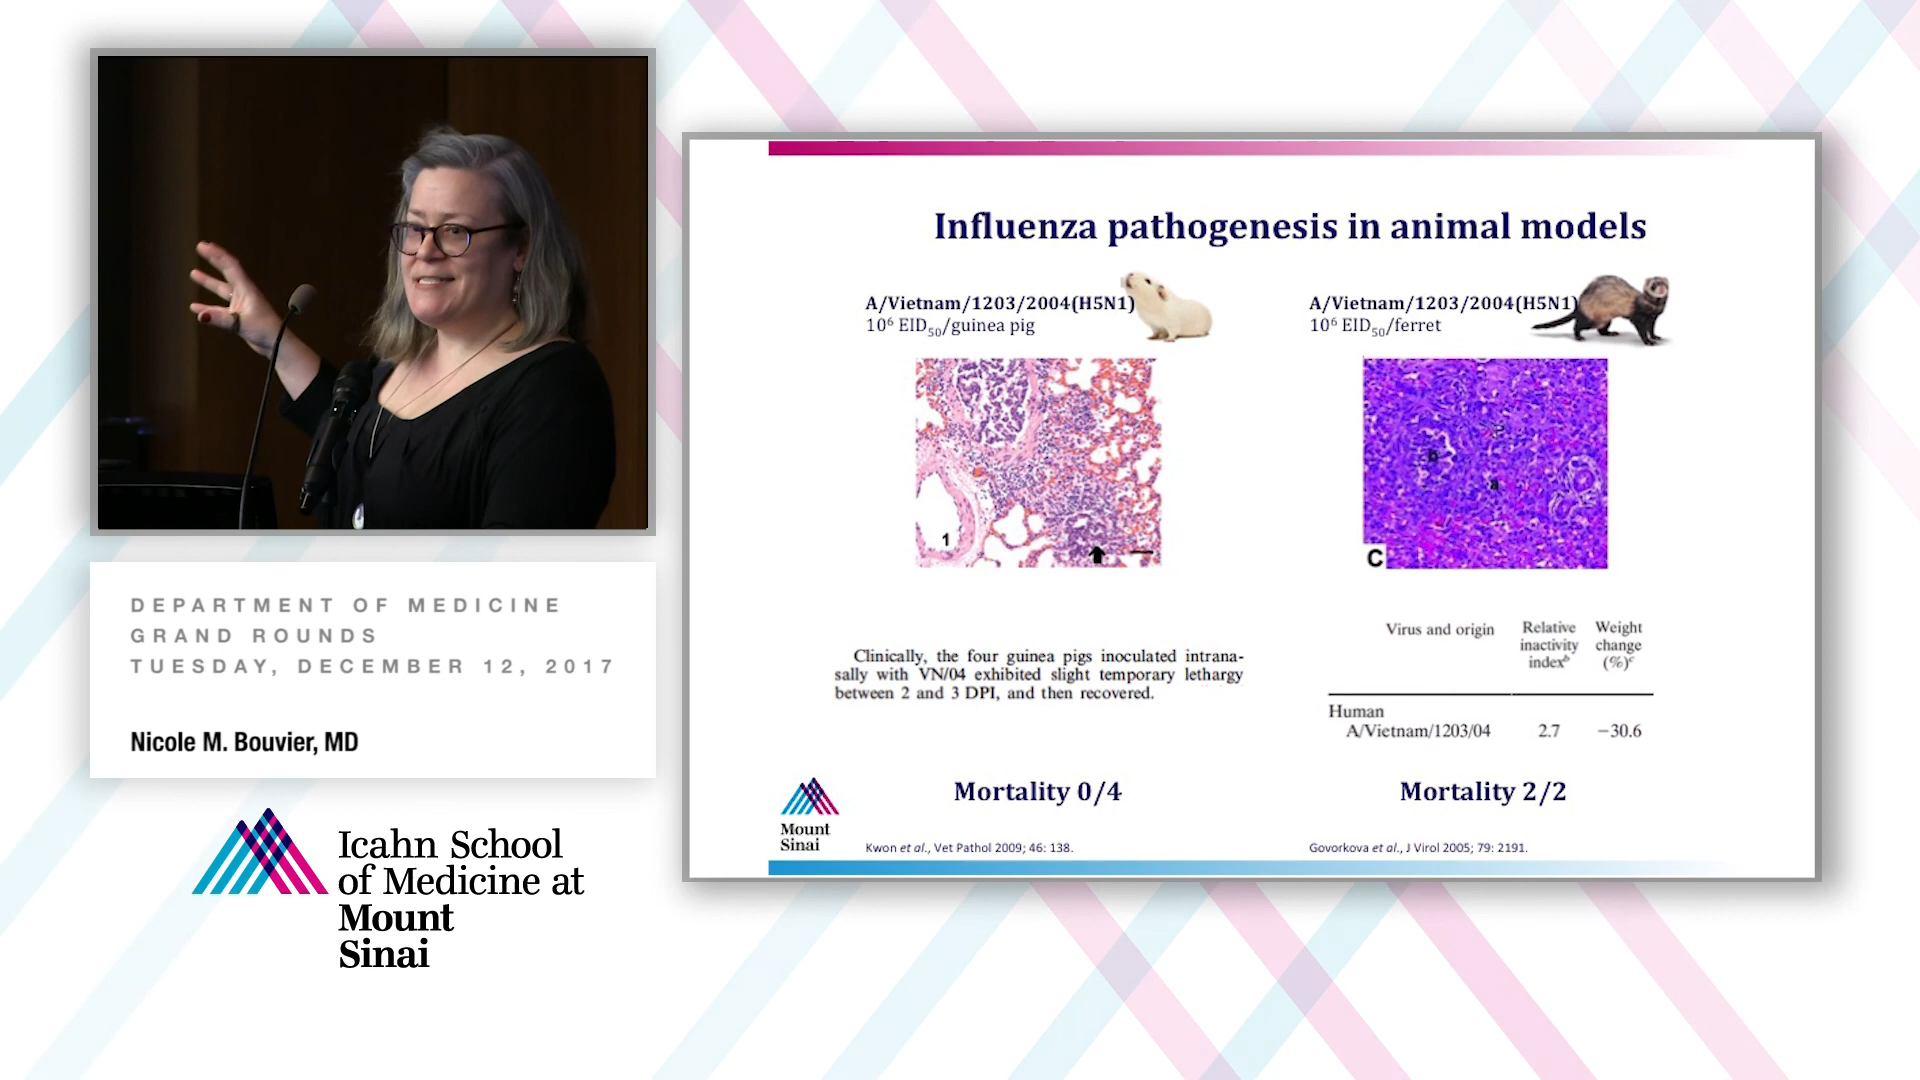 DEPARTMENT OF MEDICINE
GRAND ROUNDS
TUESDAY, DECEMBER 12, 2017
Nicole M. Bouvier, MD
Icahn School
of Medicine at
Mount
Sinai
Influenza pathogenesis in animal models
A/Vietnam/1203/2004(H5N1)
10⁶ EID₅₀/guinea pig
1
Clinically, the four guinea pigs inoculated intrana-
sally with VN/04 exhibited slight temporary lethargy
between 2 and 3 DPI, and then recovered.
Mortality 0/4
Kwon et al., Vet Pathol 2009; 46: 138.
A/Vietnam/1203/2004(H5N1)
10⁶ EID₅₀/ferret
b
a
C
Virus and origin Relative inactivity indexᵇ Weight change (%)ᶜ
Human
A/Vietnam/1203/04 2.7 −30.6
Mortality 2/2
Govorkova et al., J Virol 2005; 79: 2191.
Mount
Sinai